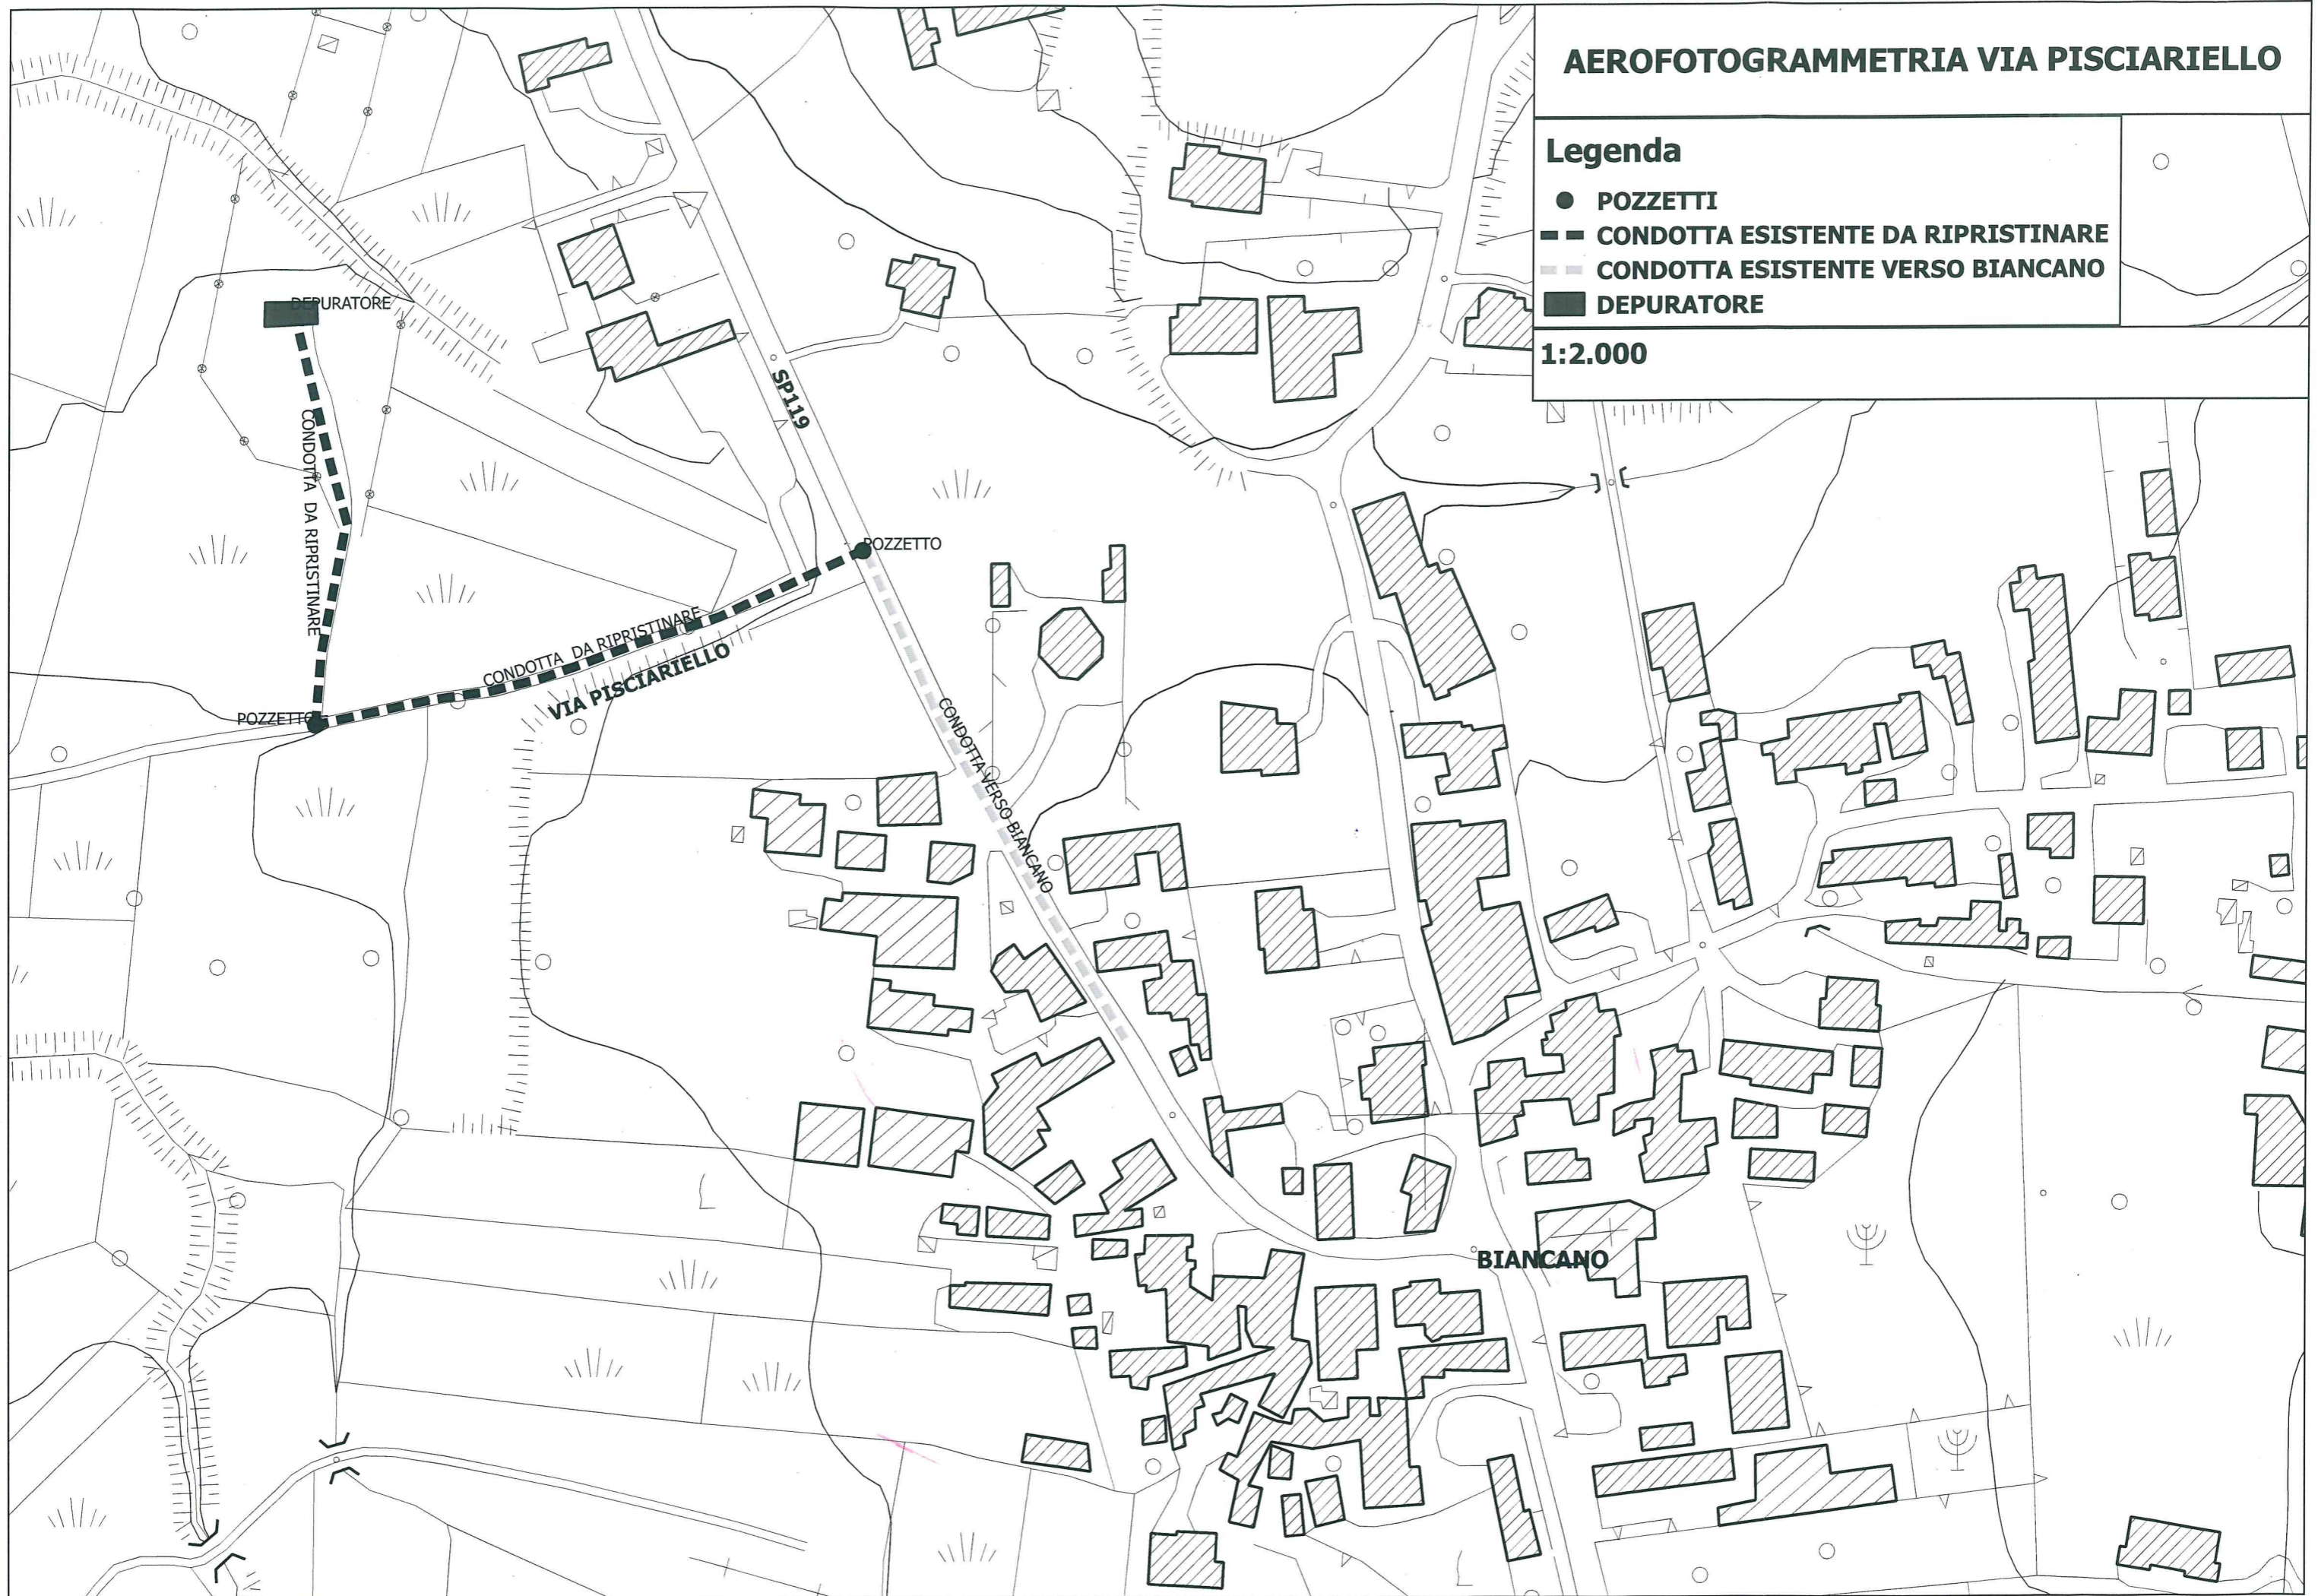 AEROFOTOGRAMMETRIA VIA PISCIARIELLO
Legenda
POZZETTI
CONDOTTA ESISTENTE DA RIPRISTINARE
CONDOTTA ESISTENTE VERSO BIANCANO
DEPURATORE
1:2.000
DEPURATORE
SP119
CONDOTTA DA RIPRISTINARE
POZZETTO
CONDOTTA DA RIPRISTINARE
VIA PISCIARIELLO
POZZETTO
CONDOTTA VERSO BIANCANO
BIANCANO